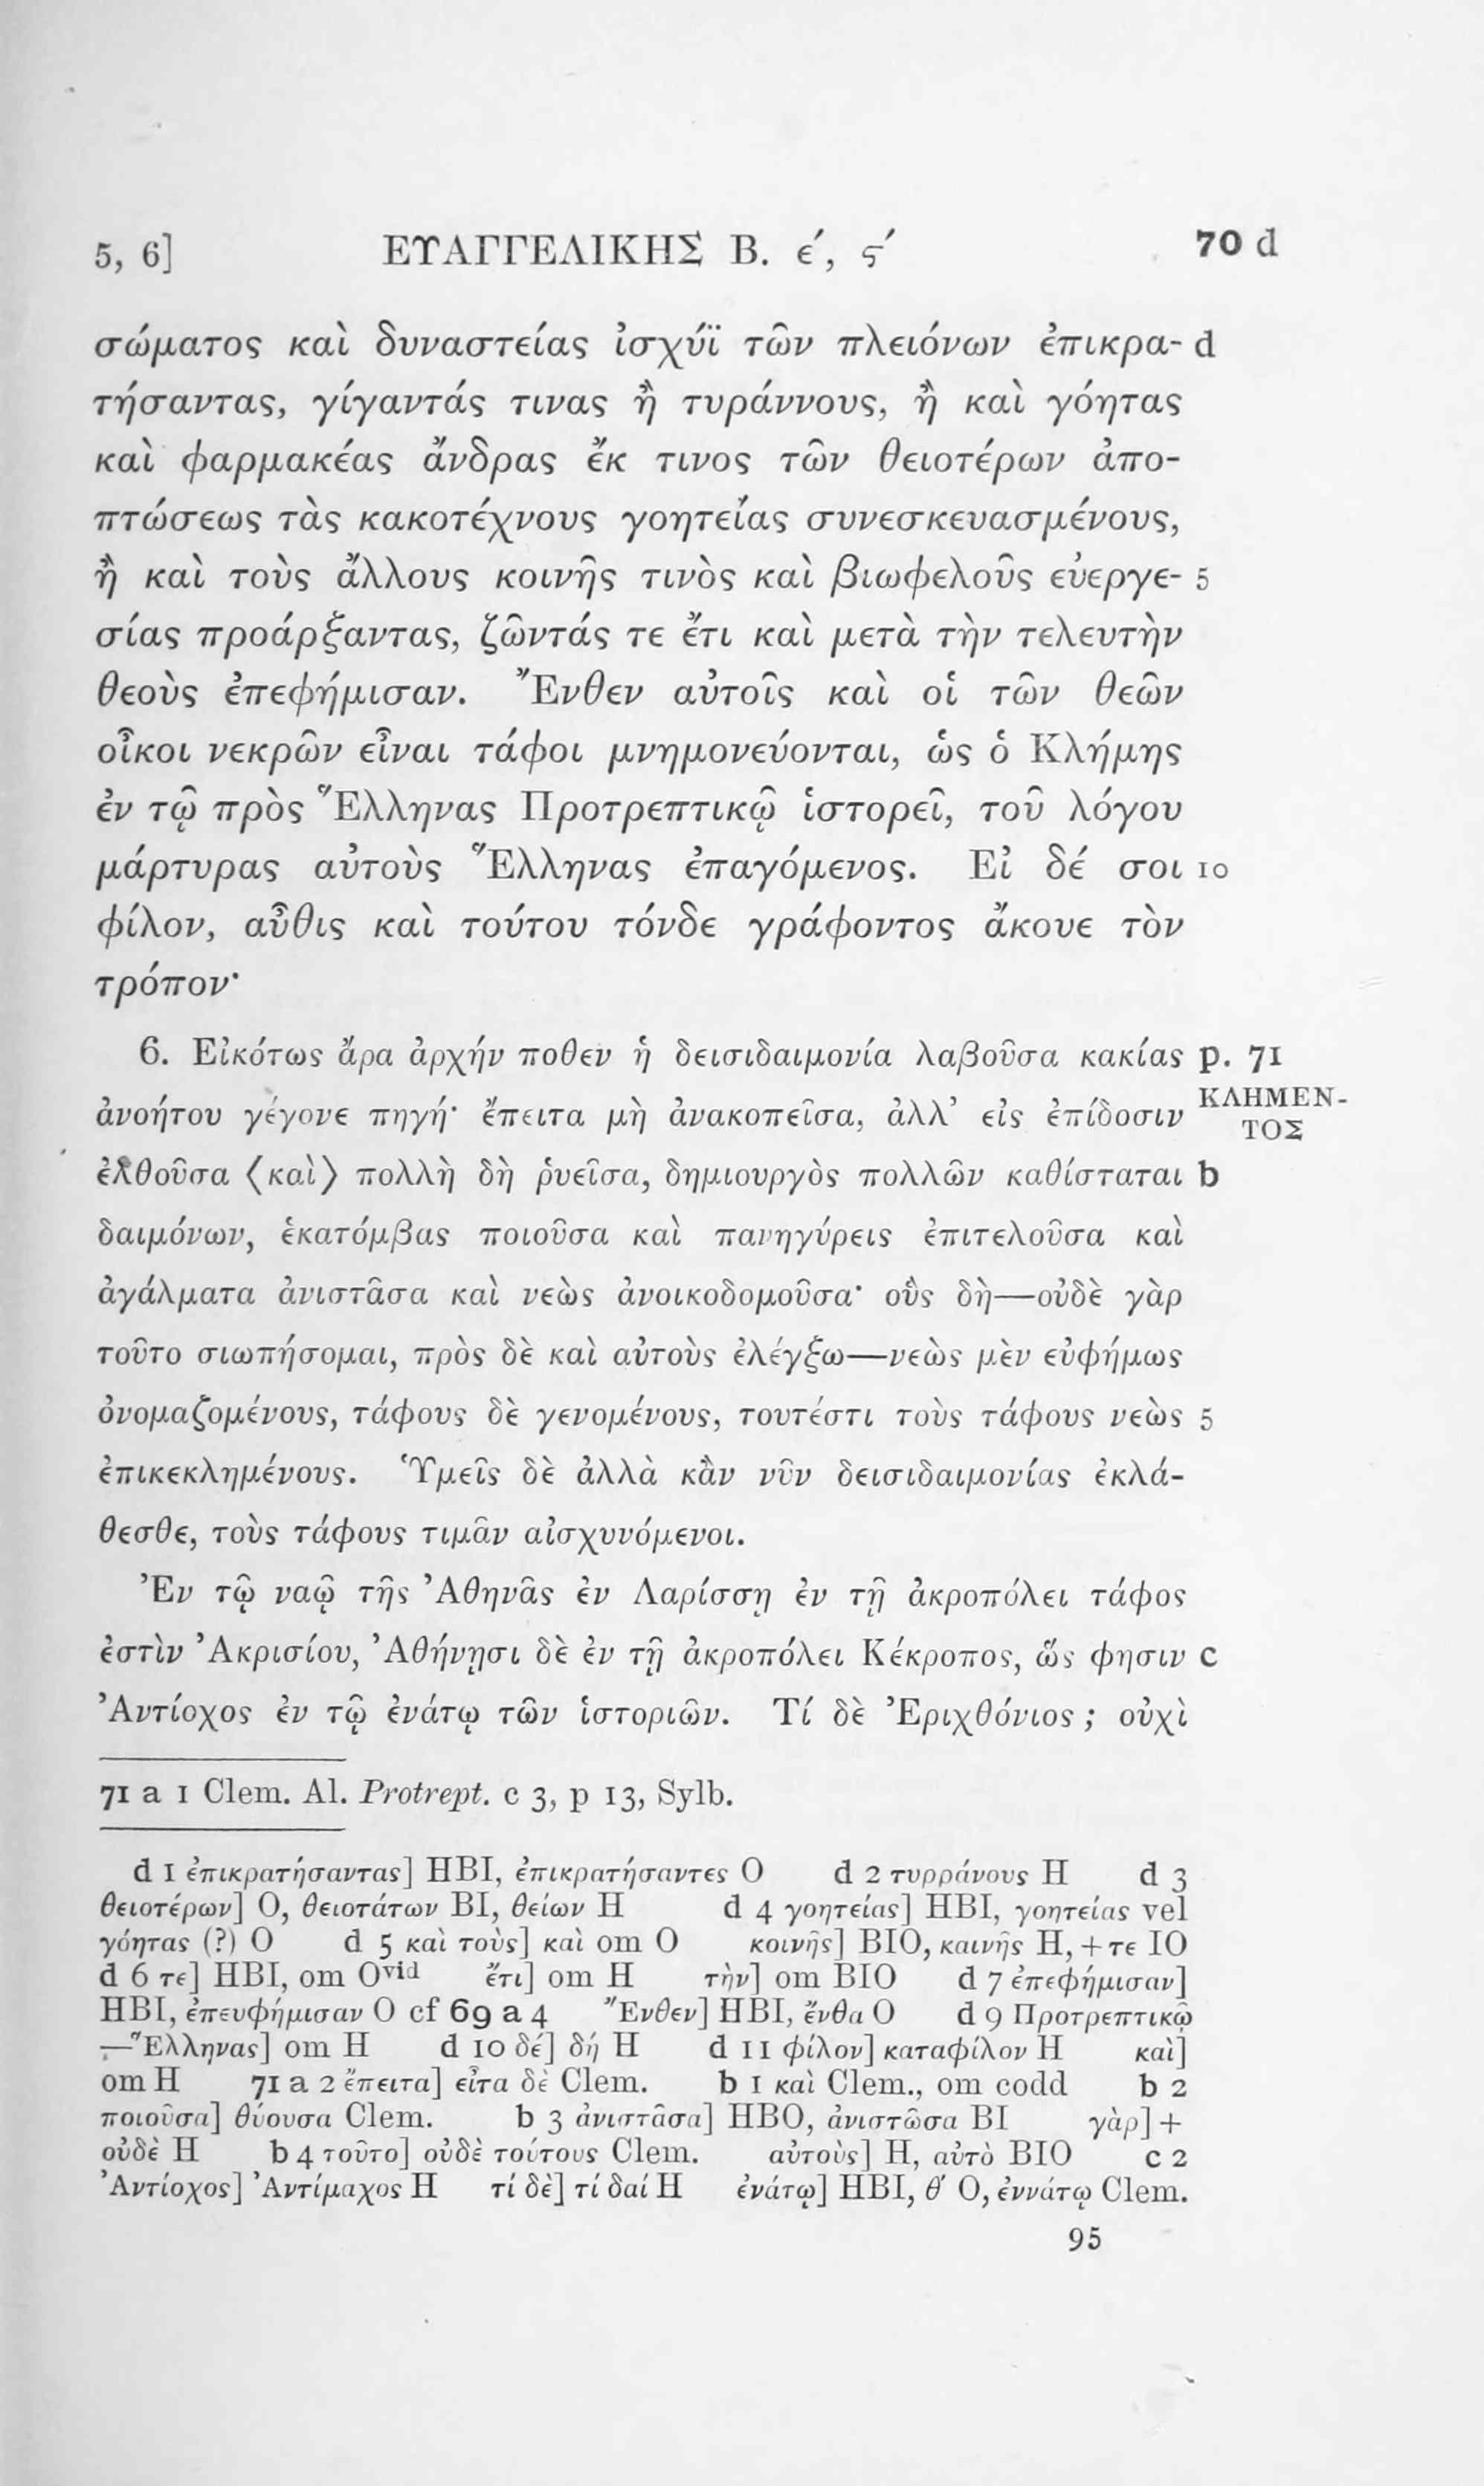 5, 6] ΕΥΑΓΓΕΛΙΚΗΣ Β. ε΄, ϛ΄ 70 d
σώματος καὶ δυναστείας ἰσχύϊ τῶν πλειόνων ἐπικρα- d
τήσαντας, γίγαντάς τινας ἢ τυράννους, ἢ καὶ γόητας
καὶ φαρμακέας ἄνδρας ἔκ τινος τῶν θειοτέρων ἀπο-
πτώσεως τὰς κακοτέχνους γοητείας συνεσκευασμένους,
ἢ καὶ τοὺς ἄλλους κοινῆς τινὸς καὶ βιωφελοῦς εὐεργε- 5
σίας προάρξαντας, ζῶντάς τε ἔτι καὶ μετὰ τὴν τελευτὴν
θεοὺς ἐπεφήμισαν. Ἔνθεν αὐτοῖς καὶ οἱ τῶν θεῶν
οἶκοι νεκρῶν εἶναι τάφοι μνημονεύονται, ὡς ὁ Κλήμης
ἐν τῷ πρὸς Ἕλληνας Προτρεπτικῷ ἱστορεῖ, τοῦ λόγου
μάρτυρας αὐτοὺς Ἕλληνας ἐπαγόμενος. Εἰ δέ σοι 10
φίλον, αὖθις καὶ τούτου τόνδε γράφοντος ἄκουε τὸν
τρόπον·
6. Εἰκότως ἄρα ἀρχήν ποθεν ἡ δεισιδαιμονία λαβοῦσα κακίας p. 71
ἀνοήτου γέγονε πηγή· ἔπειτα μὴ ἀνακοπεῖσα, ἀλλ’ εἰς ἐπίδοσιν ΚΛΗΜΕΝ-
ΤΟΣ
ἐλθοῦσα ⟨καὶ⟩ πολλὴ δὴ ῥυεῖσα, δημιουργὸς πολλῶν καθίσταται b
δαιμόνων, ἑκατόμβας ποιοῦσα καὶ πανηγύρεις ἐπιτελοῦσα καὶ
ἀγάλματα ἀνιστᾶσα καὶ νεὼς ἀνοικοδομοῦσα· οὓς δὴ—οὐδὲ γὰρ
τοῦτο σιωπήσομαι, πρὸς δὲ καὶ αὐτοὺς ἐλέγξω—νεὼς μὲν εὐφήμως
ὀνομαζομένους, τάφους δὲ γενομένους, τουτέστι τοὺς τάφους νεὼς 5
ἐπικεκλημένους. Ὑμεῖς δὲ ἀλλὰ κἂν νῦν δεισιδαιμονίας ἐκλά-
θεσθε, τοὺς τάφους τιμᾶν αἰσχυνόμενοι.
Ἐν τῷ ναῷ τῆς Ἀθηνᾶς ἐν Λαρίσσῃ ἐν τῇ ἀκροπόλει τάφος
ἐστὶν Ἀκρισίου, Ἀθήνῃσι δὲ ἐν τῇ ἀκροπόλει Κέκροπος, ὥς φησιν c
Ἀντίοχος ἐν τῷ ἐνάτῳ τῶν ἱστοριῶν. Τί δὲ Ἐριχθόνιος; οὐχὶ
71 a 1 Clem. Al. Protrept. c 3, p 13, Sylb.
d 1 ἐπικρατήσαντας] HBI, ἐπικρατήσαντες O d 2 τυρράνους H d 3
θειοτέρων] O, θειοτάτων BI, θείων H d 4 γοητείας] HBI, γοητείας vel
γόητας (?) O d 5 καὶ τοὺς] καὶ om O κοινῆς] BIO, καινῆς H, + τε IO
d 6 τε] HBI, om Ovid ἔτι] om H τὴν] om BIO d 7 ἐπεφήμισαν]
HBI, ἐπευφήμισαν O cf 69 a 4 Ἔνθεν] HBI, ἔνθα O d 9 Προτρεπτικῷ
—Ἕλληνας] om H d 10 δέ] δή H d 11 φίλον] καταφίλον H καὶ]
om H 71 a 2 ἔπειτα] εἶτα δὲ Clem. b 1 καὶ Clem., om codd b 2
ποιοῦσα] θύουσα Clem. b 3 ἀνιστᾶσα] HBO, ἀνιστῶσα BI γὰρ] +
οὐδὲ H b 4 τοῦτο] οὐδὲ τούτους Clem. αὐτοὺς] H, αὐτὸ BIO c 2
Ἀντίοχος] Ἀντίμαχος H τί δὲ] τί δαί H ἐνάτῳ] HBI, θ΄ O, ἐννάτῳ Clem.
95